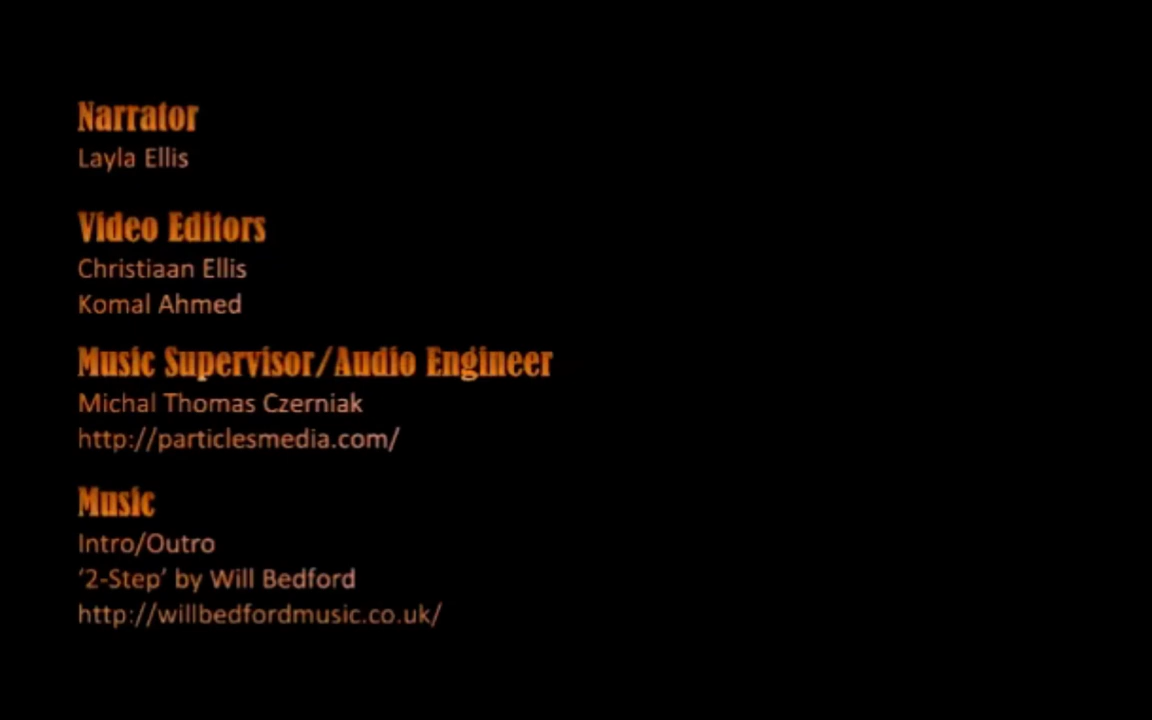 Narrator
Layla Ellis
Video Editors
Christiaan Ellis
Komal Ahmed
Music Supervisor/Audio Engineer
Michal Thomas Czerniak
http://particlesmedia.com/
Music
Intro/Outro
‘2-Step’ by Will Bedford
http://willbedfordmusic.co.uk/